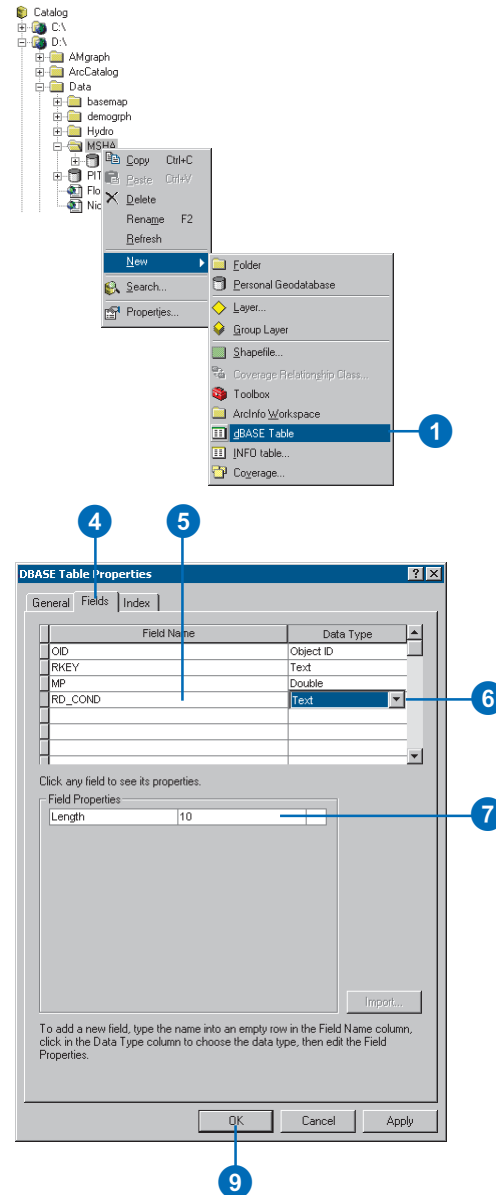 Catalog
C:\
D:\
AMgraph
ArcCatalog
Data
basemap
demogrph
Hydro
MSHA
PIT
Flo
Nic
Copy Ctrl+C
Paste Ctrl+V
Delete
Rename F2
Refresh
New
Search...
Properties...
Folder
Personal Geodatabase
Layer...
Group Layer
Shapefile...
Coverage Relationship Class...
Toolbox
ArcInfo Workspace
dBASE Table
INFO table...
Coverage...
1
4 5
DBASE Table Properties
General Fields Index
Field Name Data Type
OID Object ID
RKEY Text
MP Double
RD_COND Text
6
Click any field to see its properties.
Field Properties
Length 10
7
Import...
To add a new field, type the name into an empty row in the Field Name column,
click in the Data Type column to choose the data type, then edit the Field
Properties.
OK Cancel Apply
9